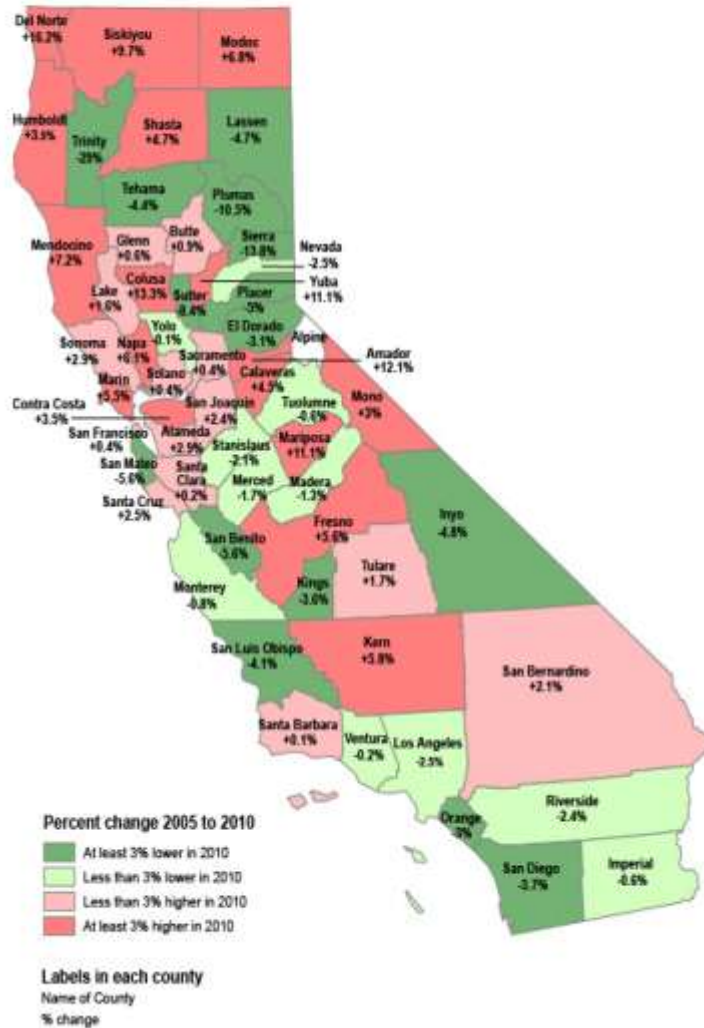 Del Norte
+16.2%
Siskiyou
+9.7%
Modoc
+6.8%
Humboldt
+3.5%
Trinity
-29%
Shasta
+4.7%
Lassen
-4.7%
Tehama
-4.4%
Plumas
-10.5%
Mendocino
+7.2%
Glenn
+0.6%
Butte
+0.9%
Sierra
-13.8%
Nevada
-2.5%
Yuba
+11.1%
Lake
+1.6%
Colusa
+13.3%
Sutter
-8.4%
Placer
-5%
El Dorado
-3.1%
Yolo
-0.1%
Alpine
Amador
+12.1%
Sonoma
+2.9%
Napa
+6.1%
Sacramento
+0.4%
Solano
+0.4%
Calaveras
+4.5%
Marin
+5.5%
San Joaquin
+2.4%
Tuolumne
-0.6%
Mono
+3%
Contra Costa
+3.5%
San Francisco
+0.4%
Alameda
+2.9%
Stanislaus
-2.1%
Mariposa
+11.1%
San Mateo
-5.6%
Santa
Clara
+0.2%
Merced
-1.7%
Madera
-1.3%
Santa Cruz
+2.5%
Fresno
+5.6%
Inyo
-4.8%
San Benito
-5.6%
Monterey
-0.8%
Kings
-3.0%
Tulare
+1.7%
San Luis Obispo
-4.1%
Kern
+5.8%
San Bernardino
+2.1%
Santa Barbara
+0.1%
Ventura
-0.2%
Los Angeles
-2.5%
Orange
-3%
Riverside
-2.4%
San Diego
-3.7%
Imperial
-0.6%
Percent change 2005 to 2010
At least 3% lower in 2010
Less than 3% lower in 2010
Less than 3% higher in 2010
At least 3% higher in 2010
Labels in each county
Name of County
% change